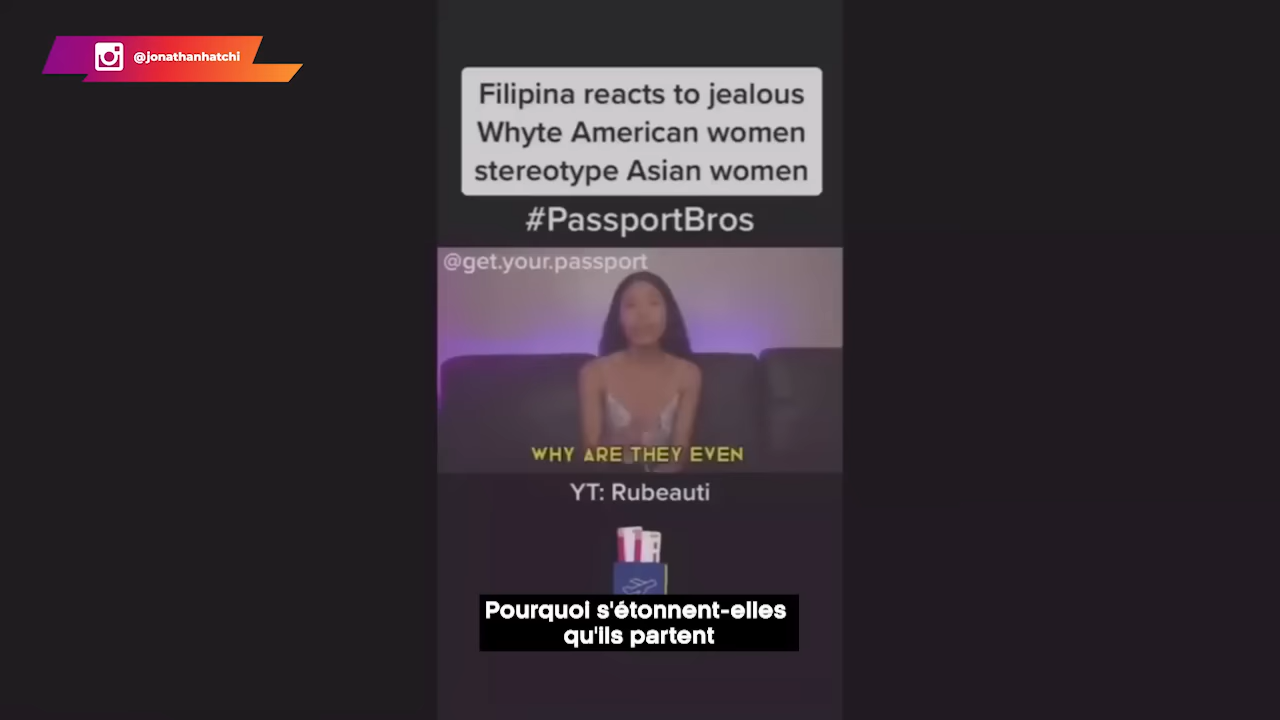 @jonathanhatchi
Filipina reacts to jealous
Whyte American women
stereotype Asian women
#PassportBros
@get.your.passport
WHY ARE THEY EVEN
YT: Rubeauti
Pourquoi s'étonnent-elles
qu'ils partent